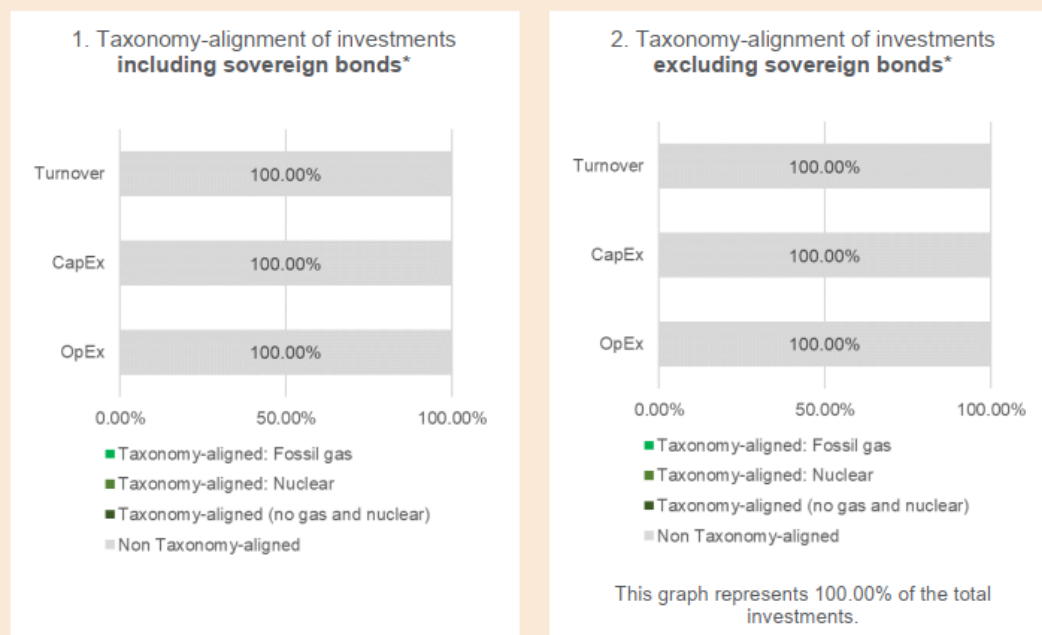 1. Taxonomy-alignment of investments
including sovereign bonds*
Turnover
100.00%
CapEx
100.00%
OpEx
100.00%
0.00%
50.00%
100.00%
Taxonomy-aligned: Fossil gas
Taxonomy-aligned: Nuclear
Taxonomy-aligned (no gas and nuclear)
Non Taxonomy-aligned
2. Taxonomy-alignment of investments
excluding sovereign bonds*
Turnover
100.00%
CapEx
100.00%
OpEx
100.00%
0.00%
50.00%
100.00%
Taxonomy-aligned: Fossil gas
Taxonomy-aligned: Nuclear
Taxonomy-aligned (no gas and nuclear)
Non Taxonomy-aligned
This graph represents 100.00% of the total
investments.